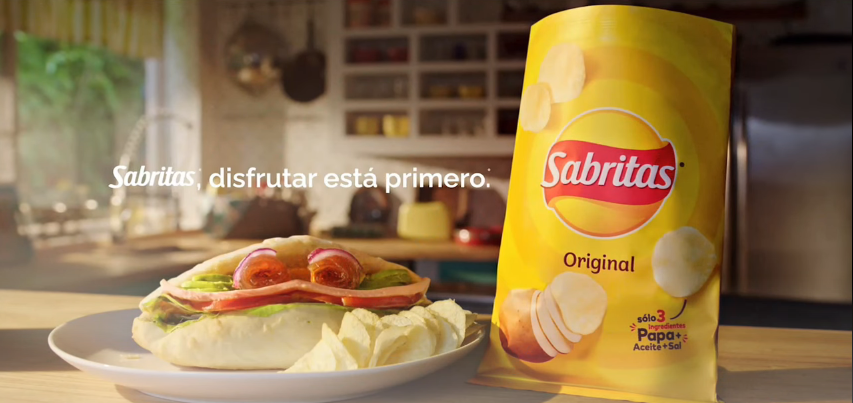 Sabritas, disfrutar está primero.
Sabritas
Original
sólo 3
ingredientes
Papa+
Aceite+Sal